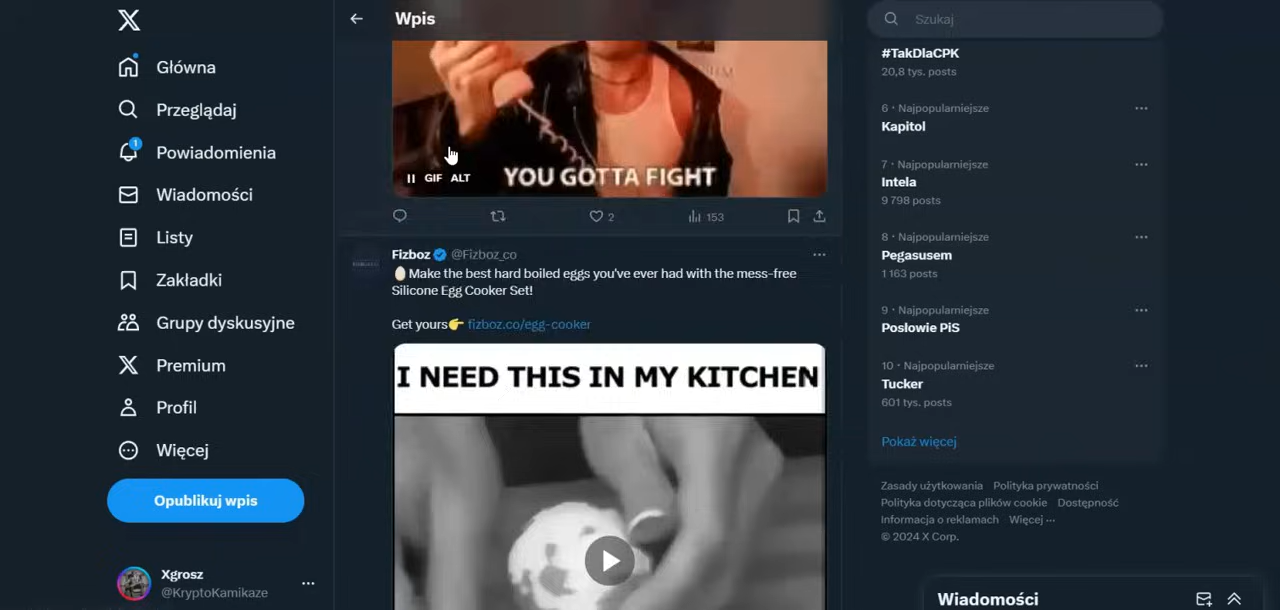 Główna
Przeglądaj
1
Powiadomienia
Wiadomości
Listy
Zakładki
Grupy dyskusyjne
Premium
Profil
Więcej
Opublikuj wpis
Xgrosz
@KryptoKamikaze
Wpis
GIF ALT
YOU GOTTA FIGHT
2
153
Fizboz @Fizboz_co
Make the best hard boiled eggs you've ever had with the mess-free
Silicone Egg Cooker Set!
Get yours fizboz.co/egg-cooker
I NEED THIS IN MY KITCHEN
Szukaj
#TakDlaCPK
20,8 tys. posts
6 · Najpopularniejsze
Kapitol
7 · Najpopularniejsze
Intela
9 798 posts
8 · Najpopularniejsze
Pegasusem
1 163 posts
9 · Najpopularniejsze
Posłowie PiS
10 · Najpopularniejsze
Tucker
601 tys. posts
Pokaż więcej
Zasady użytkowania Polityka prywatności
Polityka dotycząca plików cookie Dostępność
Informacja o reklamach Więcej ···
© 2024 X Corp.
Wiadomości